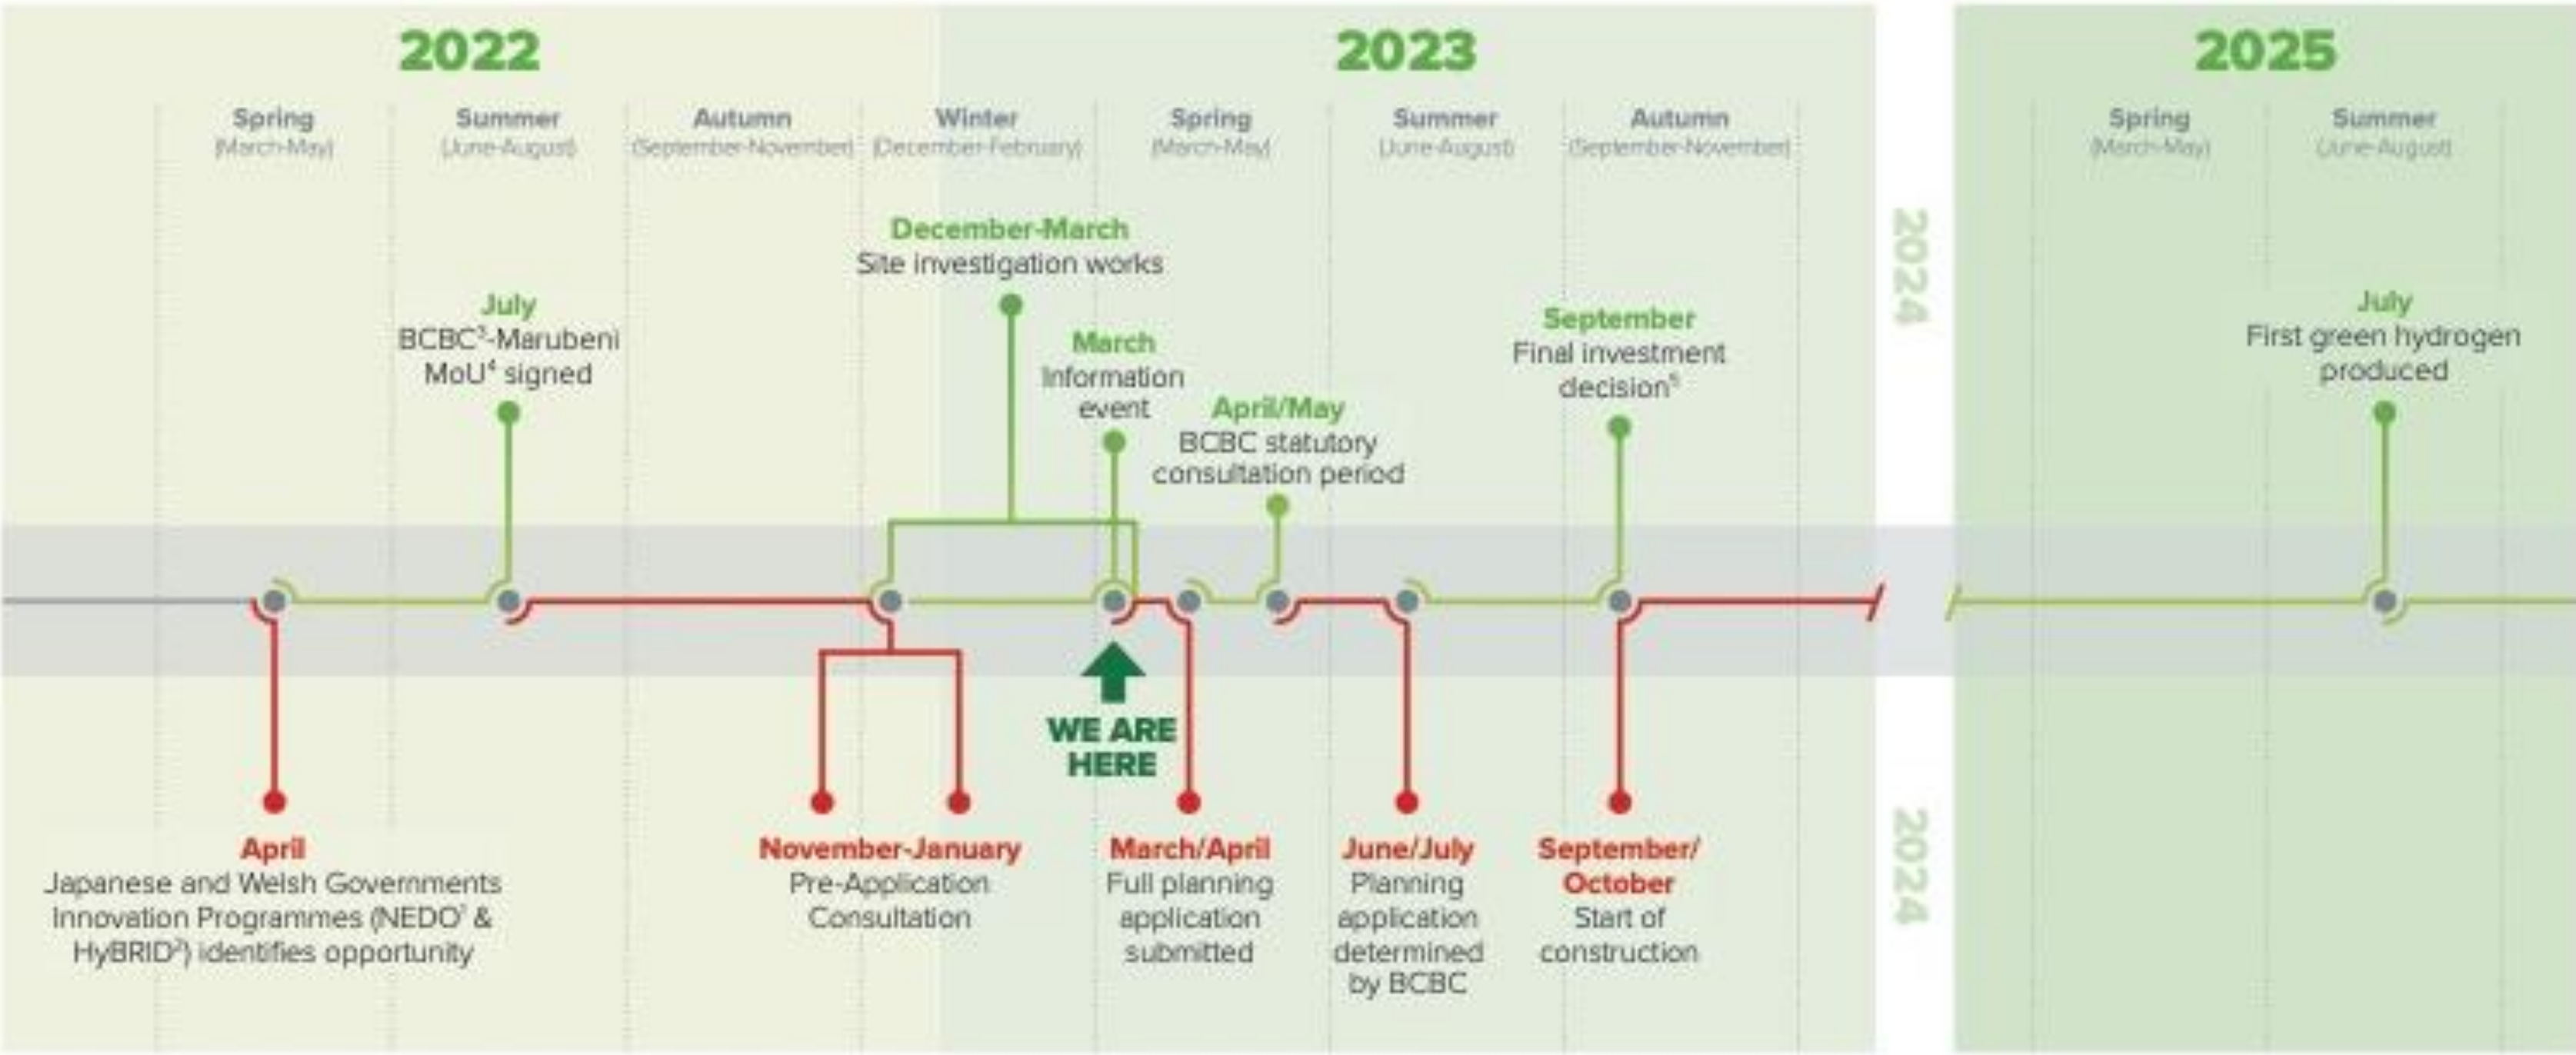 2022
2023
2025
Spring
(March-May)
Summer
(June-August)
Autumn
(September-November)
Winter
(December-February)
Spring
(March-May)
Summer
(June-August)
Autumn
(September-November)
Spring
(March-May)
Summer
(June-August)
2024
December-March
Site investigation works
July
BCBC³-Marubeni
MoU⁴ signed
March
Information
event
April/May
BCBC statutory
consultation period
September
Final investment
decision⁵
July
First green hydrogen
produced
WE ARE
HERE
April
Japanese and Welsh Governments
Innovation Programmes (NEDO¹ &
HyBRID²) identifies opportunity
November-January
Pre-Application
Consultation
March/April
Full planning
application
submitted
June/July
Planning
application
determined
by BCBC
September/
October
Start of
construction
2024